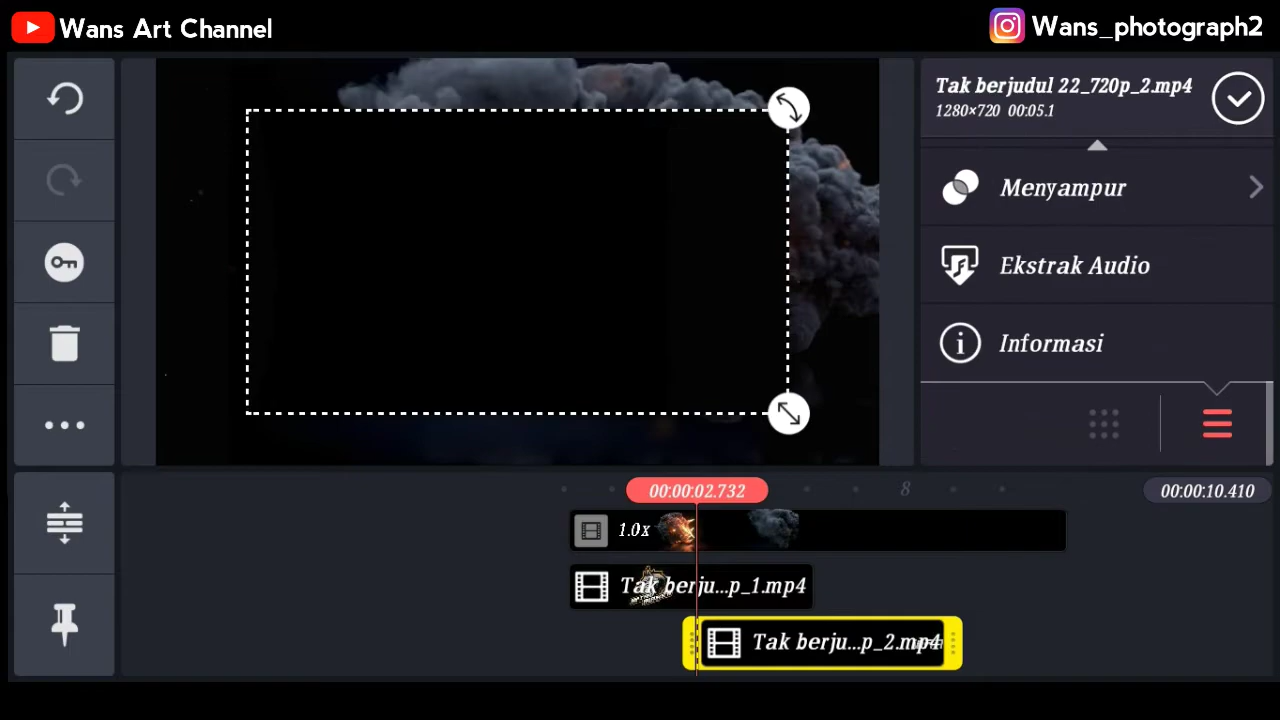 Wans Art Channel
Wans_photograph2
Tak berjudul 22_720p_2.mp4
1280×720 00:05.1
Menyampur
Ekstrak Audio
Informasi
00:00:02.732
8
00:00:10.410
1.0x
Tak berju...p_1.mp4
Tak berju...p_2.mp4